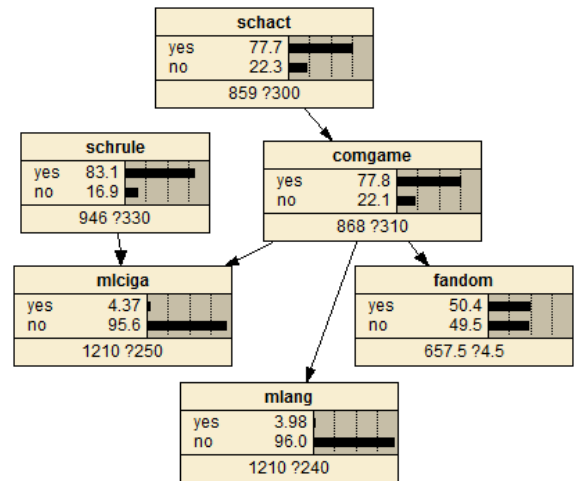 schact
yes 77.7
no 22.3
859 ?300
schrule
yes 83.1
no 16.9
946 ?330
comgame
yes 77.8
no 22.1
868 ?310
mlciga
yes 4.37
no 95.6
1210 ?250
fandom
yes 50.4
no 49.5
657.5 ?4.5
mlang
yes 3.98
no 96.0
1210 ?240